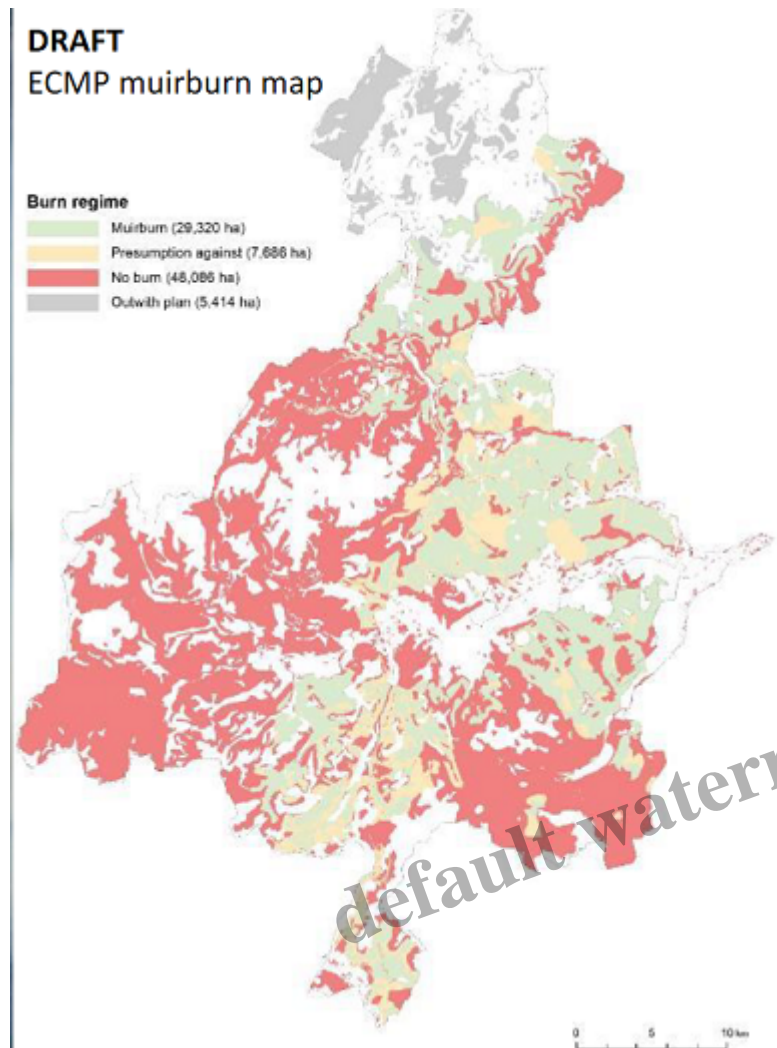 DRAFT
ECMP muirburn map
Burn regime
Muirburn (29,320 ha)
Presumption against (7,686 ha)
No burn (48,086 ha)
Outwith plan (5,414 ha)
default watern
0 5 10 km